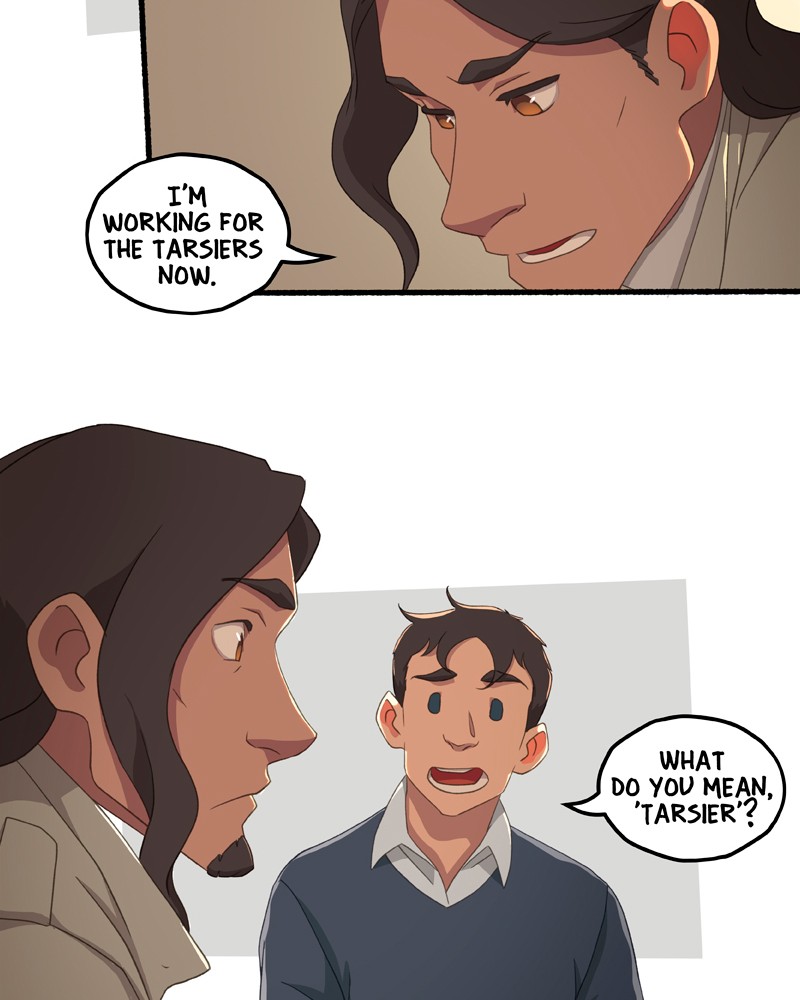 I'M
WORKING FOR
THE TARSIERS
NOW.
WHAT
DO YOU MEAN,
'TARSIER'?